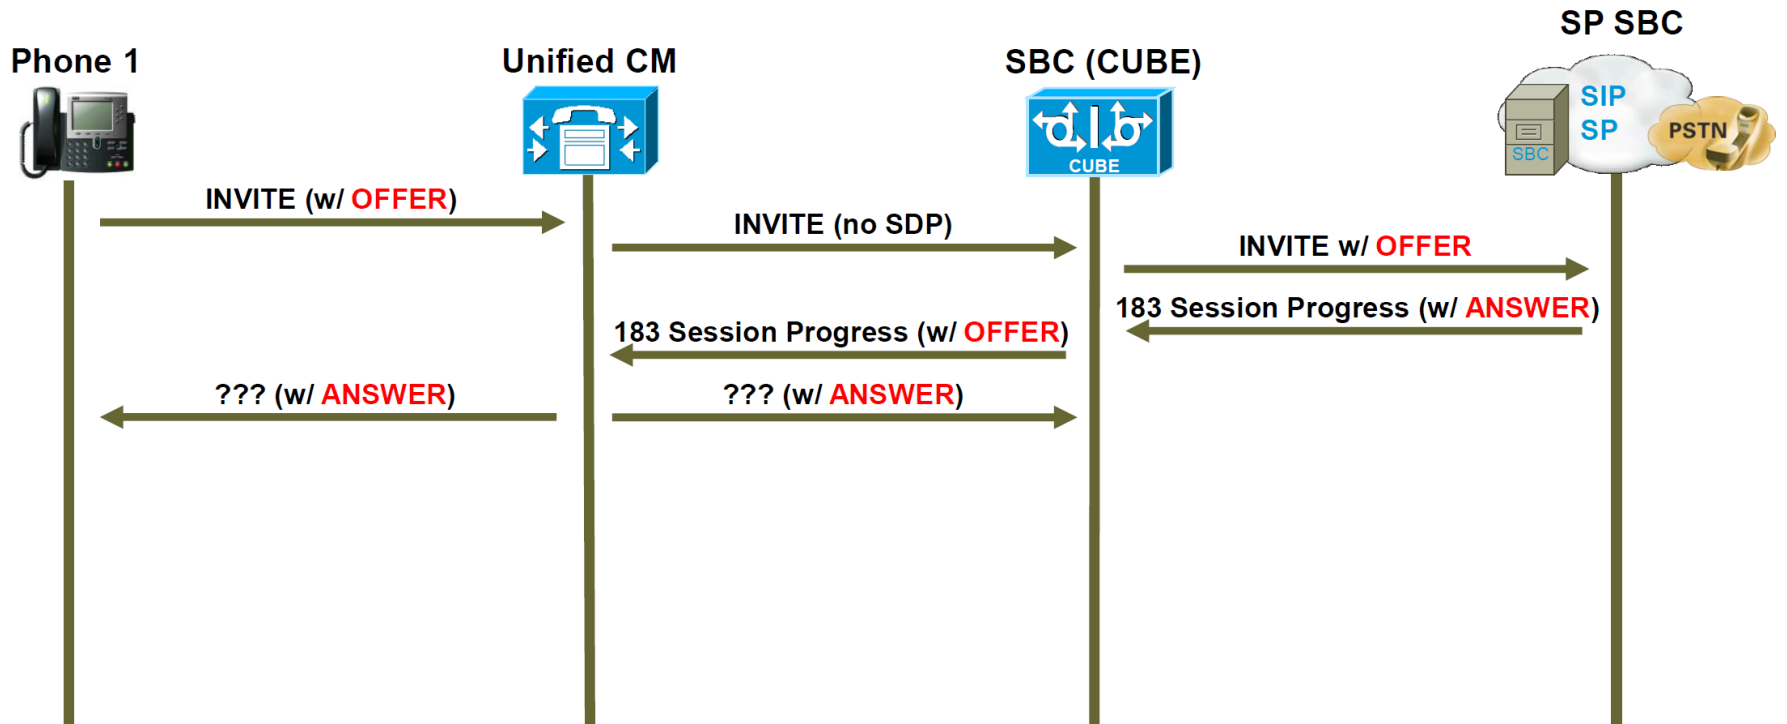 SP SBC
Phone 1
Unified CM
SBC (CUBE)
SIP
SP
SBC
PSTN
CUBE
INVITE (w/ OFFER)
INVITE (no SDP)
INVITE w/ OFFER
183 Session Progress (w/ ANSWER)
183 Session Progress (w/ OFFER)
??? (w/ ANSWER)
??? (w/ ANSWER)